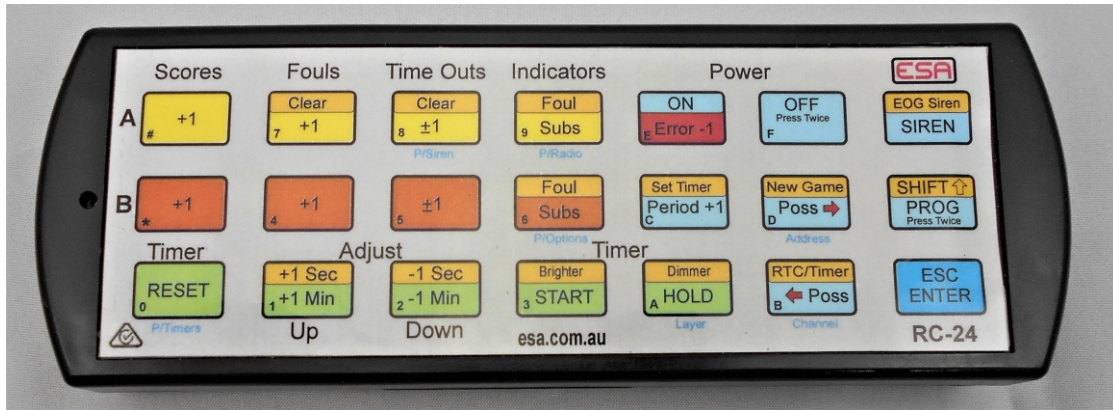 Scores Fouls Time Outs Indicators Power ESA
A
+1 #
Clear +1 7
Clear ±1 8
P/Siren
Foul Subs 9
P/Radio
ON Error -1 E
OFF Press Twice F
EOG Siren SIREN
B
+1 *
+1 4
±1 5
Foul Subs 6
P/Options
Set Timer Period +1 C
New Game Poss D
Address
SHIFT PROG Press Twice
Timer Adjust Timer
RESET 0
P/Timers
+1 Sec +1 Min 1
Up
-1 Sec -1 Min 2
Down
Brighter START 3
esa.com.au
Dimmer HOLD A
Layer
RTC/Timer Poss B
Channel
ESC ENTER
RC-24